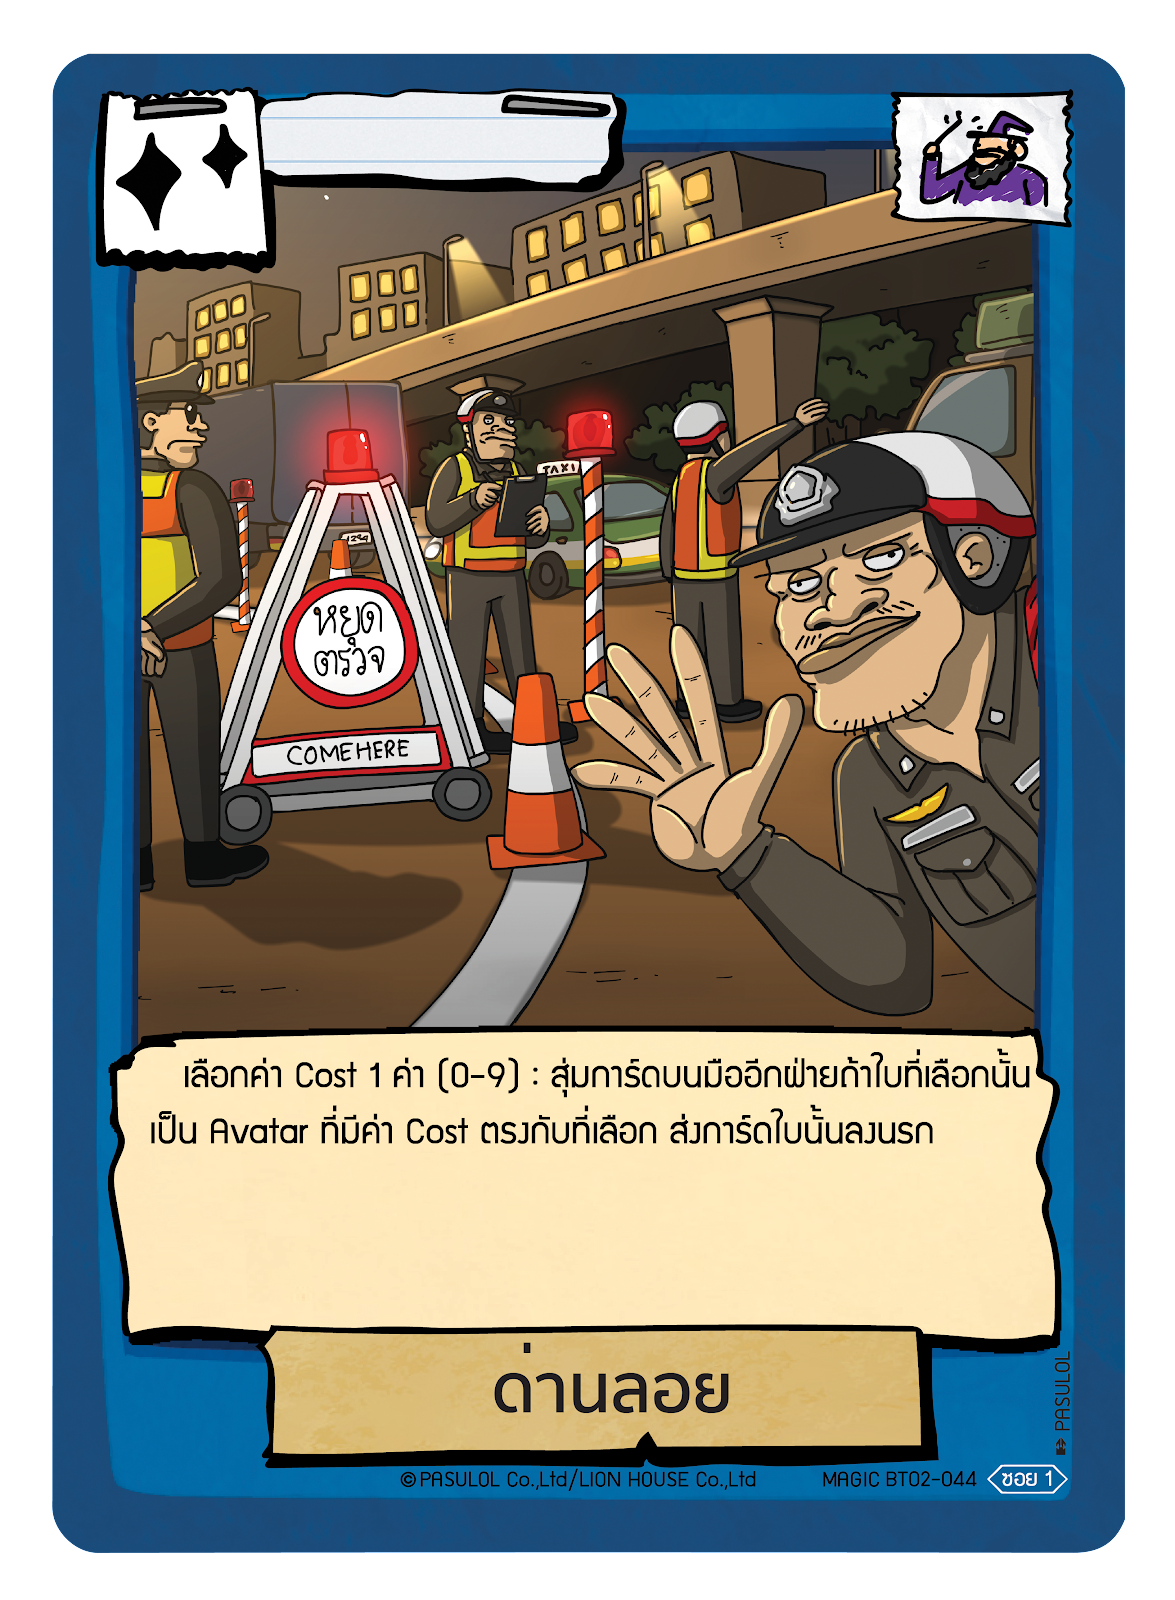 TAXI
1294
หยุด
ตรวจ
COMEHERE
เลือกค่า Cost 1 ค่า (0-9) : สุ่มการ์ดบนมืออีกฝ่ายถ้าใบที่เลือกนั้น
เป็น Avatar ที่มีค่า Cost ตรงกับที่เลือก ส่งการ์ดใบนั้นลงนรก
ด่านลอย
PASULOL
© PASULOL Co.,Ltd/LION HOUSE Co.,Ltd
MAGIC BT02-044
ซอย 1